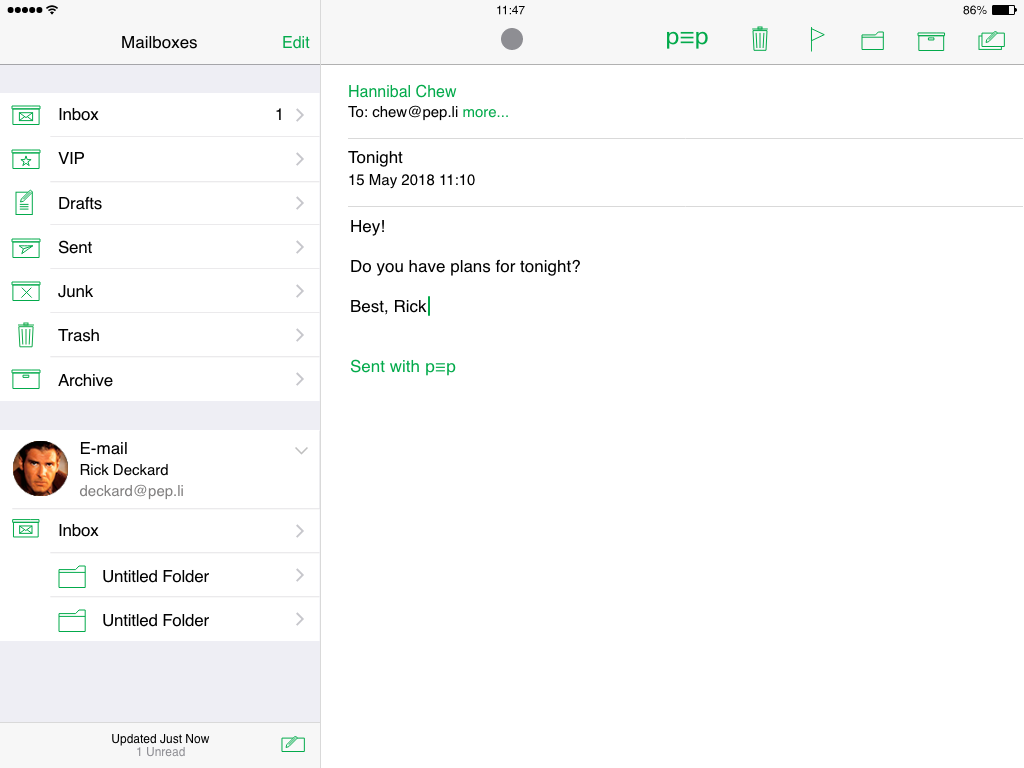 11:47
86%
Mailboxes
Edit
p≡p
Inbox 1
VIP
Drafts
Sent
Junk
Trash
Archive
E-mail
Rick Deckard
deckard@pep.li
Inbox
Untitled Folder
Untitled Folder
Updated Just Now
1 Unread
Hannibal Chew
To: chew@pep.li more...
Tonight
15 May 2018 11:10
Hey!
Do you have plans for tonight?
Best, Rick
Sent with p≡p